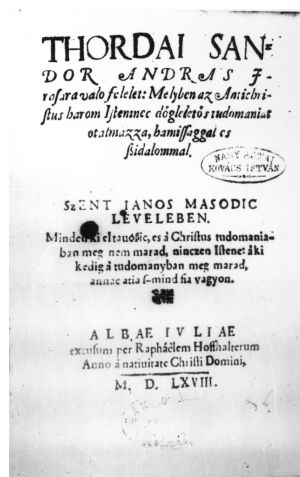 THORDAI SAN-
DOR ANDRAS J-
rasara valo felelet: Melyben az Antichri-
stus harom Istennec dögleletös tudomaniat
otalmazza, hamissaggal es
ßidalommal.
NAGY AJTAI
KOVÁCS ISTVÁN
SzENT IANOS MASODIC
LEVELEBEN.
Minden ki eltauosic, es â Christus tudomania-
ban meg nem marad, ninczen Istene: â ki
kedig â tudomanyban meg marad,
annac atia s-mind fia vagyon.
ALBAE IVLIAE
excusum per Raphaëlem Hoffhalterum
Anno â natiuitate Christi Domini,
M. D. LXVIII.